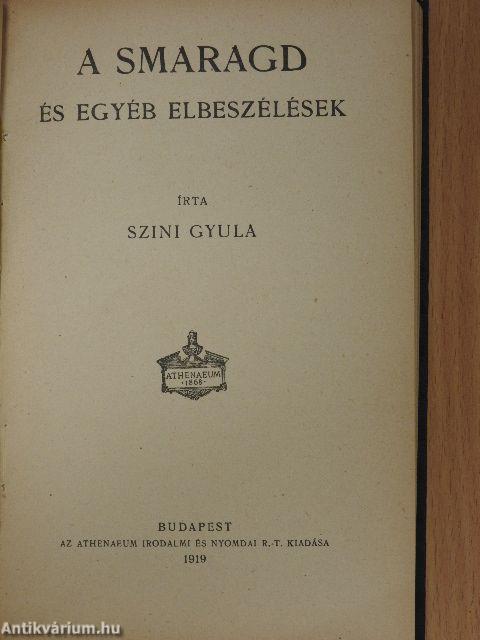 A SMARAGD
ÉS EGYÉB ELBESZÉLÉSEK
ÍRTA
SZINI GYULA
ATHENAEUM
·1868·
BUDAPEST
AZ ATHENAEUM IRODALMI ÉS NYOMDAI R.-T. KIADÁSA
1919
Antikvárium.hu